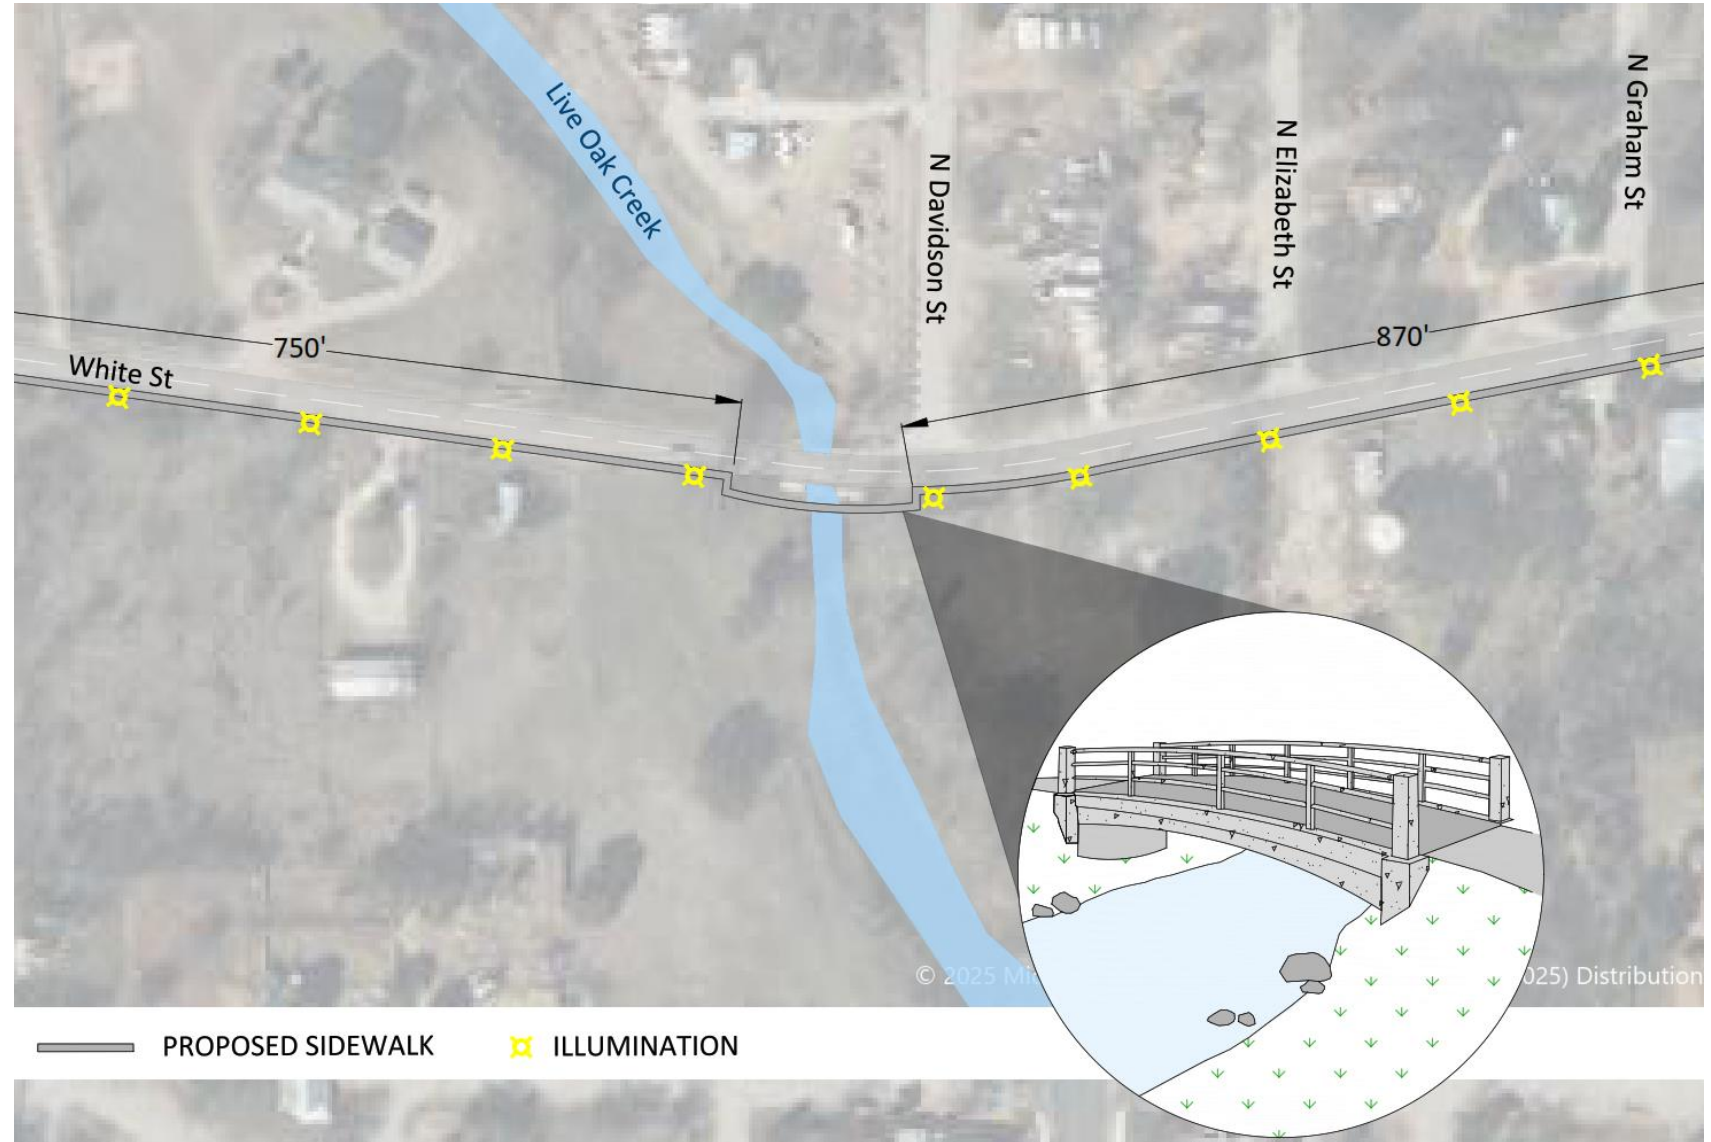 Live Oak Creek
N Davidson St
N Elizabeth St
N Graham St
750'
870'
White St
© 2025 Mi
025) Distribution
PROPOSED SIDEWALK
ILLUMINATION